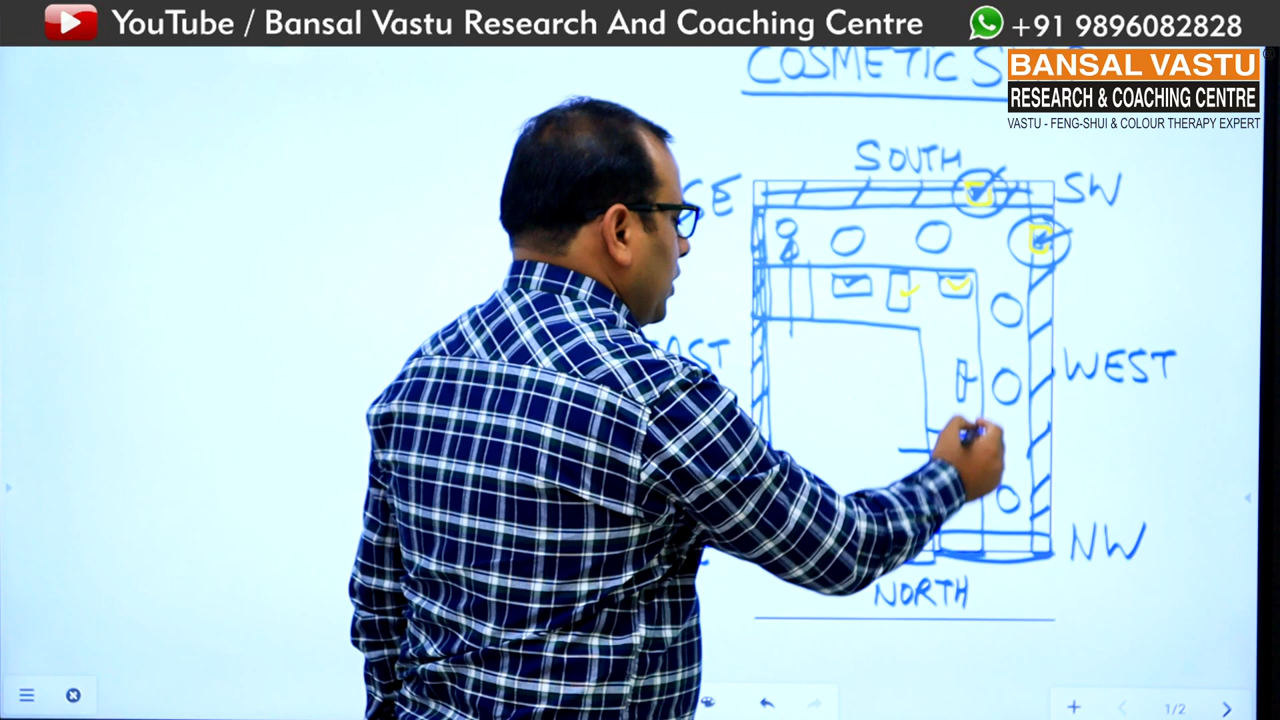 YouTube / Bansal Vastu Research And Coaching Centre
+91 9896082828
COSMETIC
BANSAL VASTU
RESEARCH & COACHING CENTRE
VASTU - FENG-SHUI & COLOUR THERAPY EXPERT
SOUTH
SE
SW
WEST
NW
NORTH
1/2